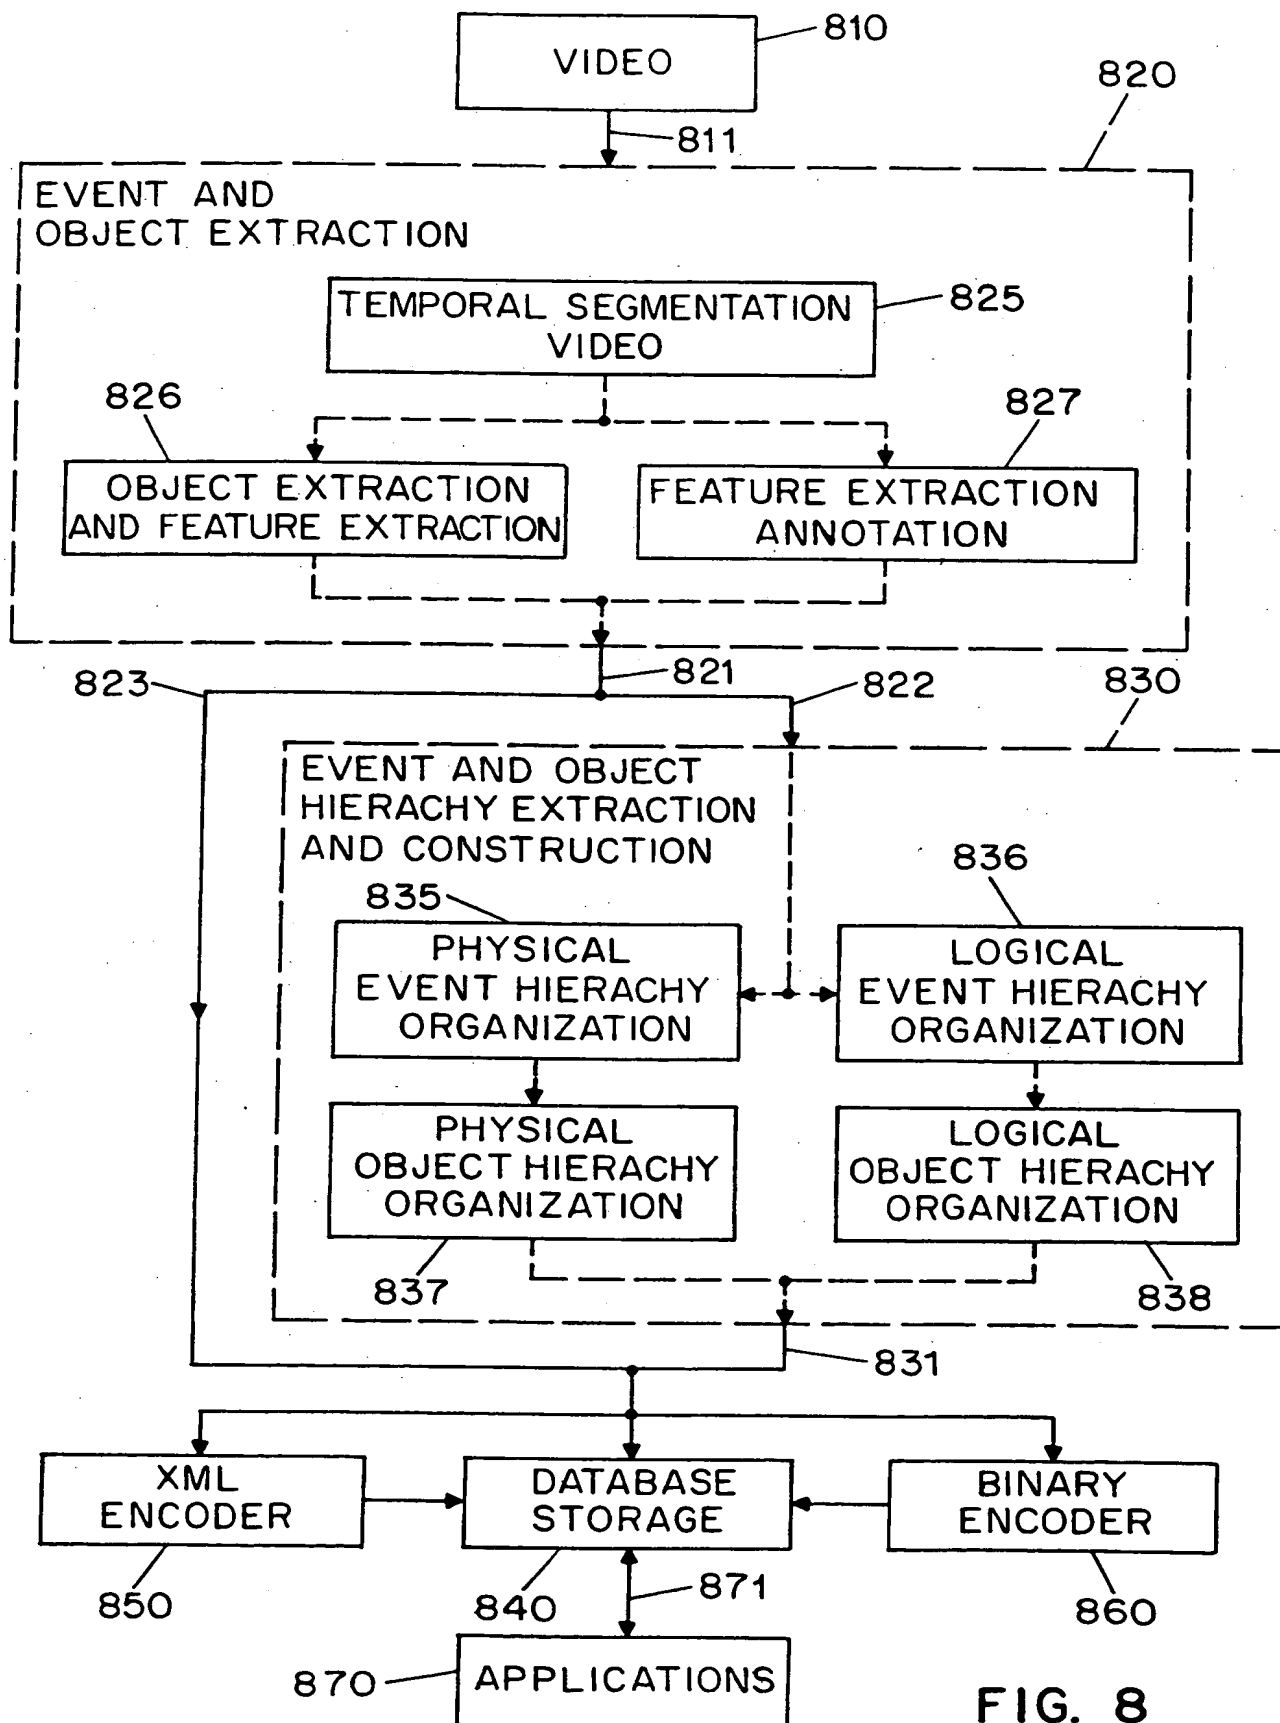 VIDEO
810
811
820
EVENT AND
OBJECT EXTRACTION
TEMPORAL SEGMENTATION
VIDEO
825
826
827
OBJECT EXTRACTION
AND FEATURE EXTRACTION
FEATURE EXTRACTION
ANNOTATION
823
821
822
830
EVENT AND OBJECT
HIERACHY EXTRACTION
AND CONSTRUCTION
835
836
PHYSICAL
EVENT HIERACHY
ORGANIZATION
LOGICAL
EVENT HIERACHY
ORGANIZATION
PHYSICAL
OBJECT HIERACHY
ORGANIZATION
LOGICAL
OBJECT HIERACHY
ORGANIZATION
837
838
831
XML
ENCODER
DATABASE
STORAGE
BINARY
ENCODER
850
840
871
860
870
APPLICATIONS
FIG. 8